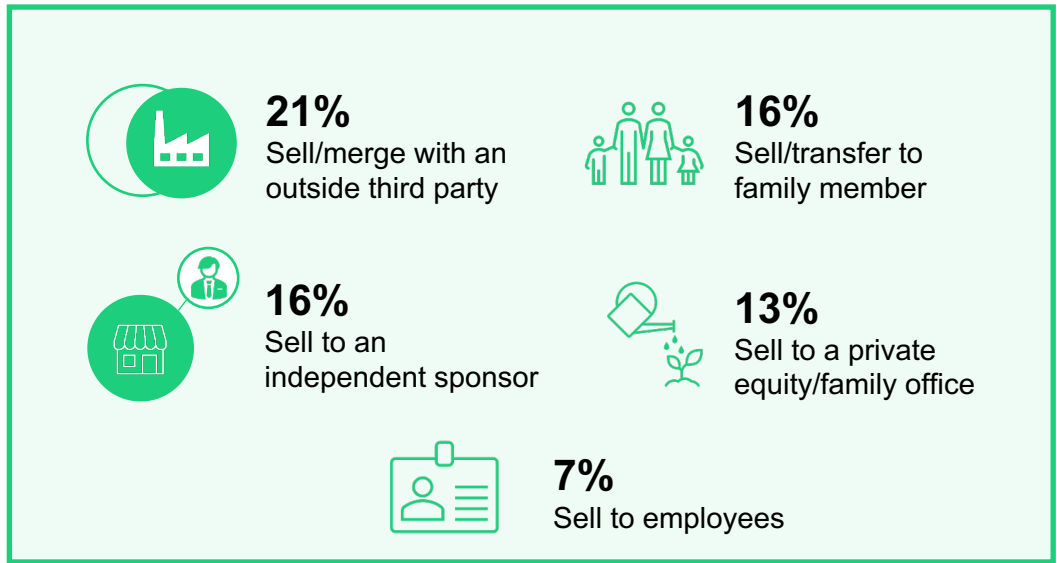 21%
Sell/merge with an
outside third party
16%
Sell/transfer to
family member
16%
Sell to an
independent sponsor
13%
Sell to a private
equity/family office
7%
Sell to employees